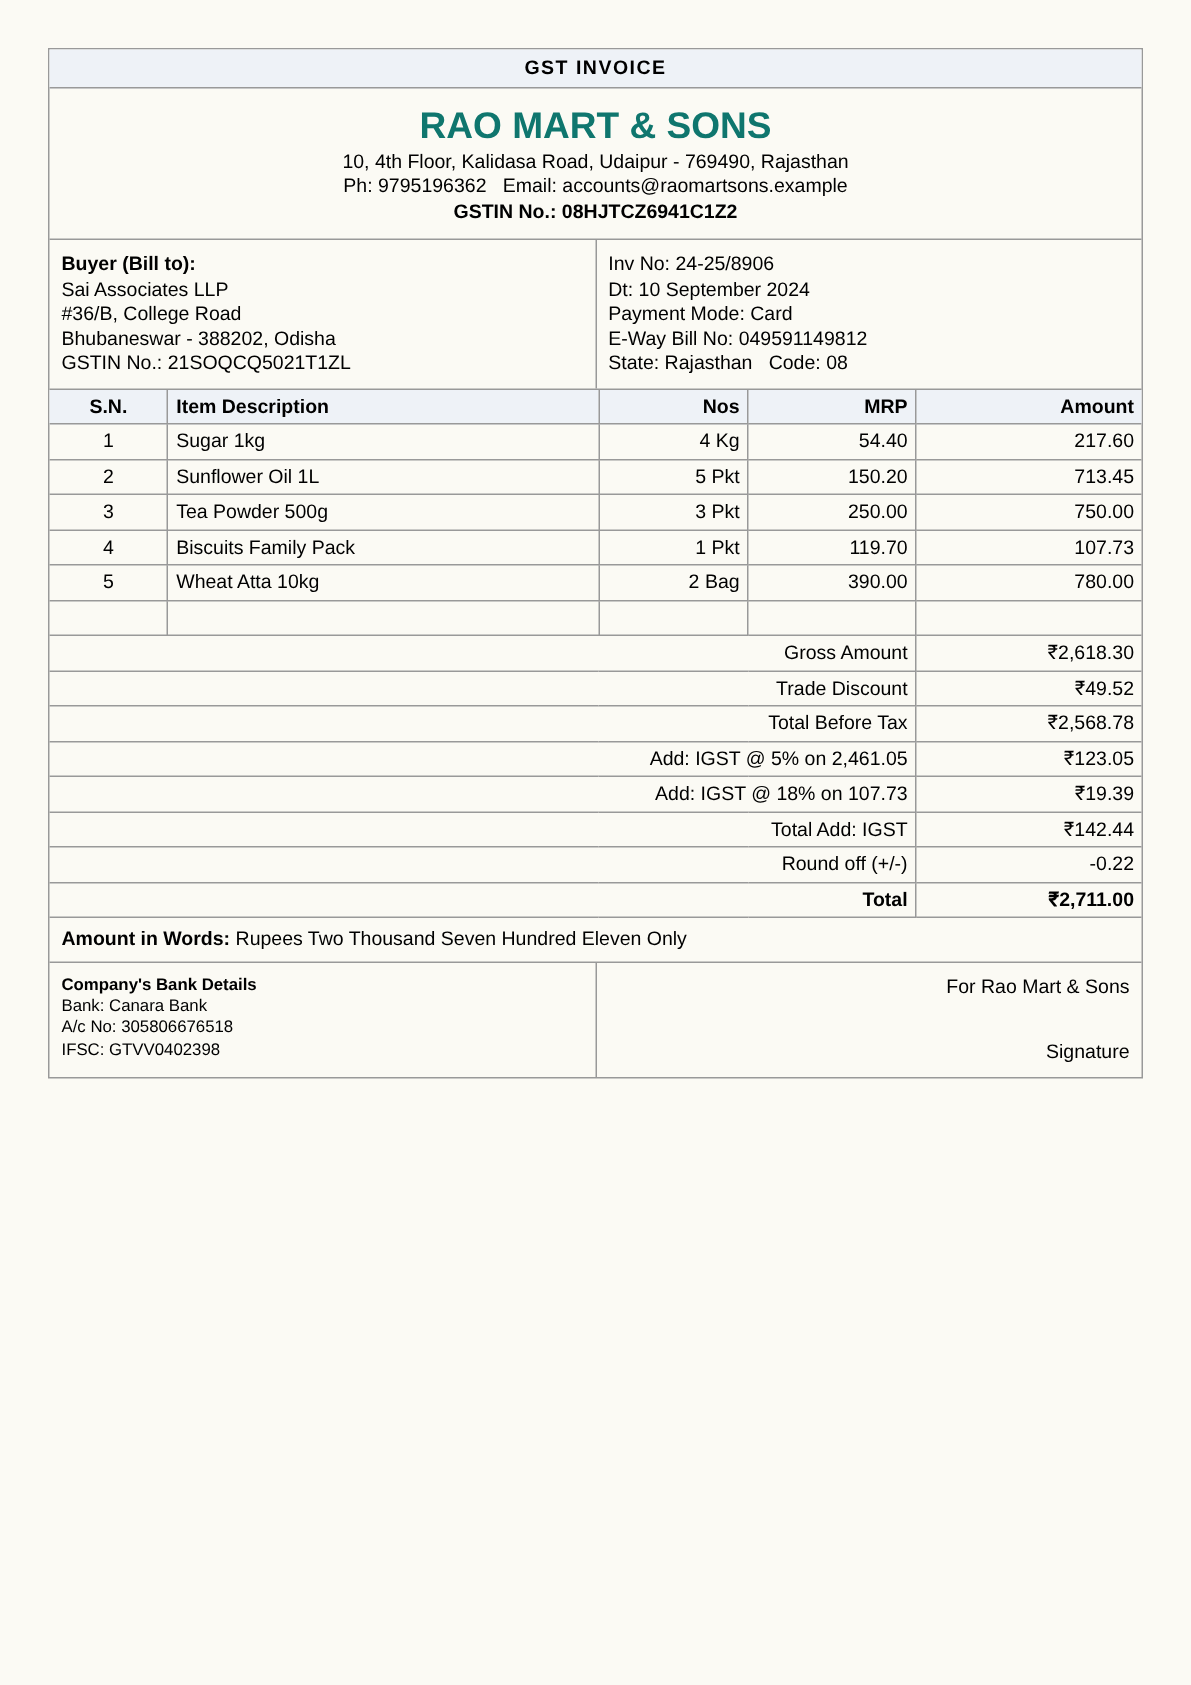 GST INVOICE
RAO MART & SONS
10, 4th Floor, Kalidasa Road, Udaipur - 769490, Rajasthan
Ph: 9795196362   Email: accounts@raomartsons.example
GSTIN No.: 08HJTCZ6941C1Z2
Buyer (Bill to):
Sai Associates LLP
#36/B, College Road
Bhubaneswar - 388202, Odisha
GSTIN No.: 21SOQCQ5021T1ZL
Inv No: 24-25/8906
Dt: 10 September 2024
Payment Mode: Card
E-Way Bill No: 049591149812
State: Rajasthan   Code: 08
S.N. Item Description Nos MRP Amount
1 Sugar 1kg 4 Kg 54.40 217.60
2 Sunflower Oil 1L 5 Pkt 150.20 713.45
3 Tea Powder 500g 3 Pkt 250.00 750.00
4 Biscuits Family Pack 1 Pkt 119.70 107.73
5 Wheat Atta 10kg 2 Bag 390.00 780.00
Gross Amount ₹2,618.30
Trade Discount ₹49.52
Total Before Tax ₹2,568.78
Add: IGST @ 5% on 2,461.05 ₹123.05
Add: IGST @ 18% on 107.73 ₹19.39
Total Add: IGST ₹142.44
Round off (+/-) -0.22
Total ₹2,711.00
Amount in Words: Rupees Two Thousand Seven Hundred Eleven Only
Company's Bank Details
Bank: Canara Bank
A/c No: 305806676518
IFSC: GTVV0402398
For Rao Mart & Sons
Signature